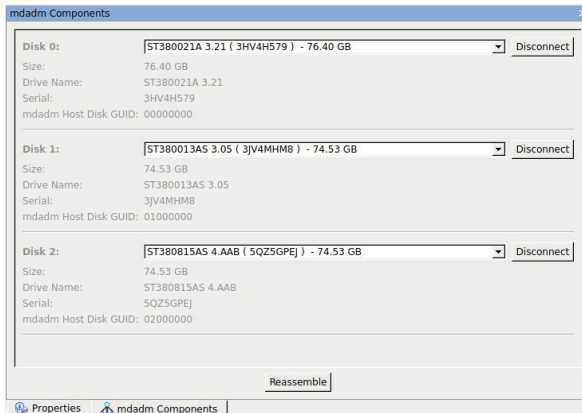 mdadm Components
Disk 0: ST380021A 3.21 ( 3HV4H579 ) - 76.40 GB Disconnect
Size: 76.40 GB
Drive Name: ST380021A 3.21
Serial: 3HV4H579
mdadm Host Disk GUID: 00000000
Disk 1: ST380013AS 3.05 ( 3JV4MHM8 ) - 74.53 GB Disconnect
Size: 74.53 GB
Drive Name: ST380013AS 3.05
Serial: 3JV4MHM8
mdadm Host Disk GUID: 01000000
Disk 2: ST380815AS 4.AAB ( 5QZ5GPEJ ) - 74.53 GB Disconnect
Size: 74.53 GB
Drive Name: ST380815AS 4.AAB
Serial: 5QZ5GPEJ
mdadm Host Disk GUID: 02000000
Reassemble
Properties mdadm Components